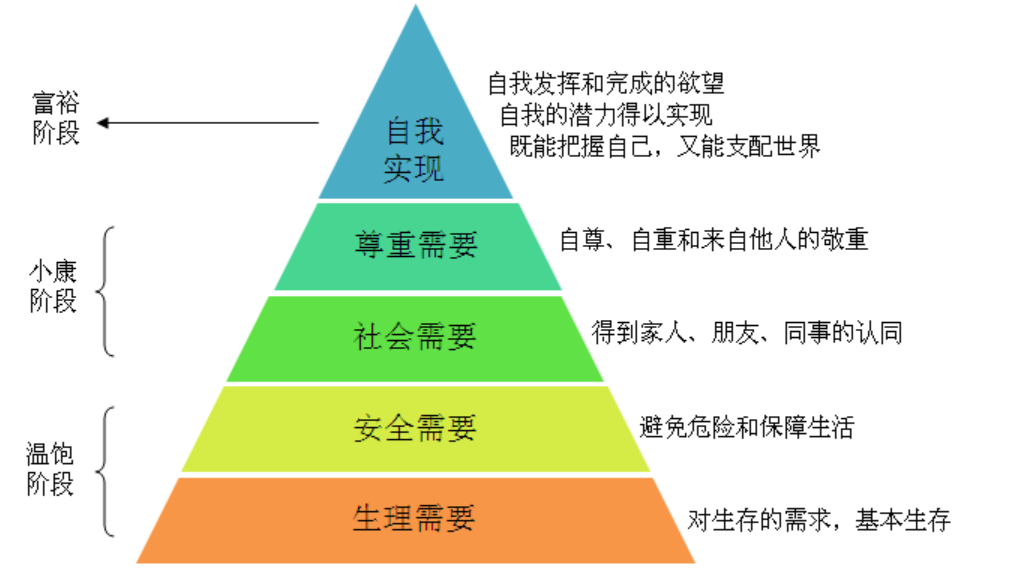 富裕
阶段
自我
实现
自我发挥和完成的欲望
自我的潜力得以实现
既能把握自己，又能支配世界
小康
阶段
尊重需要
自尊、自重和来自他人的敬重
社会需要
得到家人、朋友、同事的认同
温饱
阶段
安全需要
避免危险和保障生活
生理需要
对生存的需求，基本生存